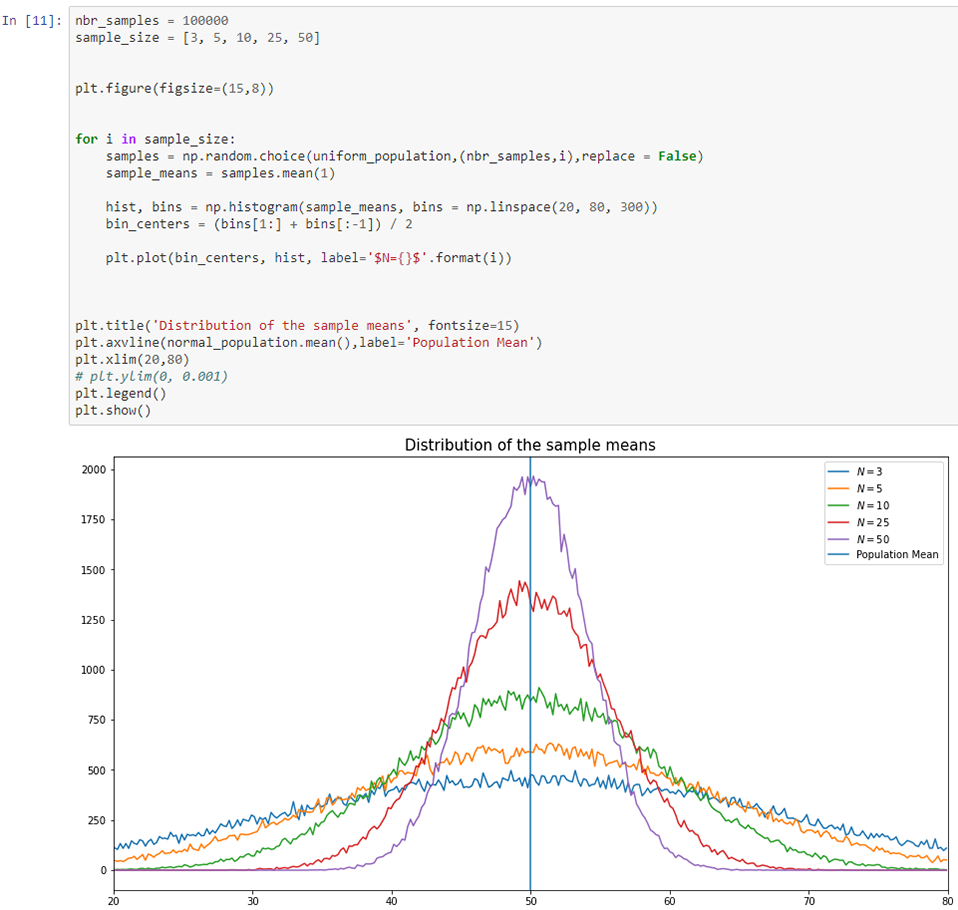 In [11]:
nbr_samples = 100000
sample_size = [3, 5, 10, 25, 50]
plt.figure(figsize=(15,8))
for i in sample_size:
    samples = np.random.choice(uniform_population,(nbr_samples,i),replace = False)
    sample_means = samples.mean(1)
    hist, bins = np.histogram(sample_means, bins = np.linspace(20, 80, 300))
    bin_centers = (bins[1:] + bins[:-1]) / 2
    plt.plot(bin_centers, hist, label='$N={}$'.format(i))
plt.title('Distribution of the sample means', fontsize=15)
plt.axvline(normal_population.mean(),label='Population Mean')
plt.xlim(20,80)
# plt.ylim(0, 0.001)
plt.legend()
plt.show()
Distribution of the sample means
2000
1750
1500
1250
1000
750
500
250
0
20 30 40 50 60 70 80
N = 3
N = 5
N = 10
N = 25
N = 50
Population Mean